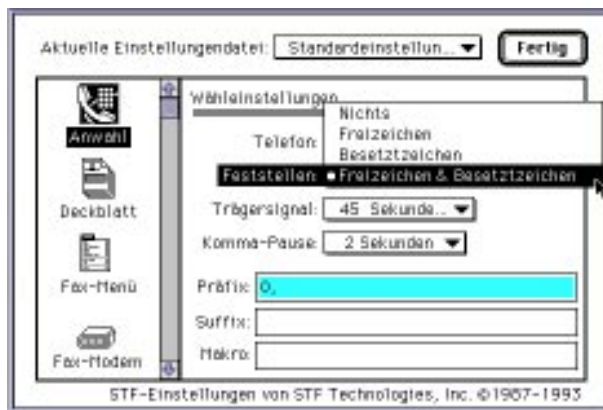 Aktuelle Einstellungendatei: Standardeinstellun... Fertig
Anwahl
Deckblatt
Fax-Menü
Fax-Modem
Wähleinstellungen
Telefon:
Nichts
Freizeichen
Besetztzeichen
Feststellen: Freizeichen & Besetztzeichen
Trägersignal: 45 Sekunde...
Komma-Pause: 2 Sekunden
Präfix: 0,
Suffix:
Makro:
STF-Einstellungen von STF Technologies, Inc. ©1987-1993